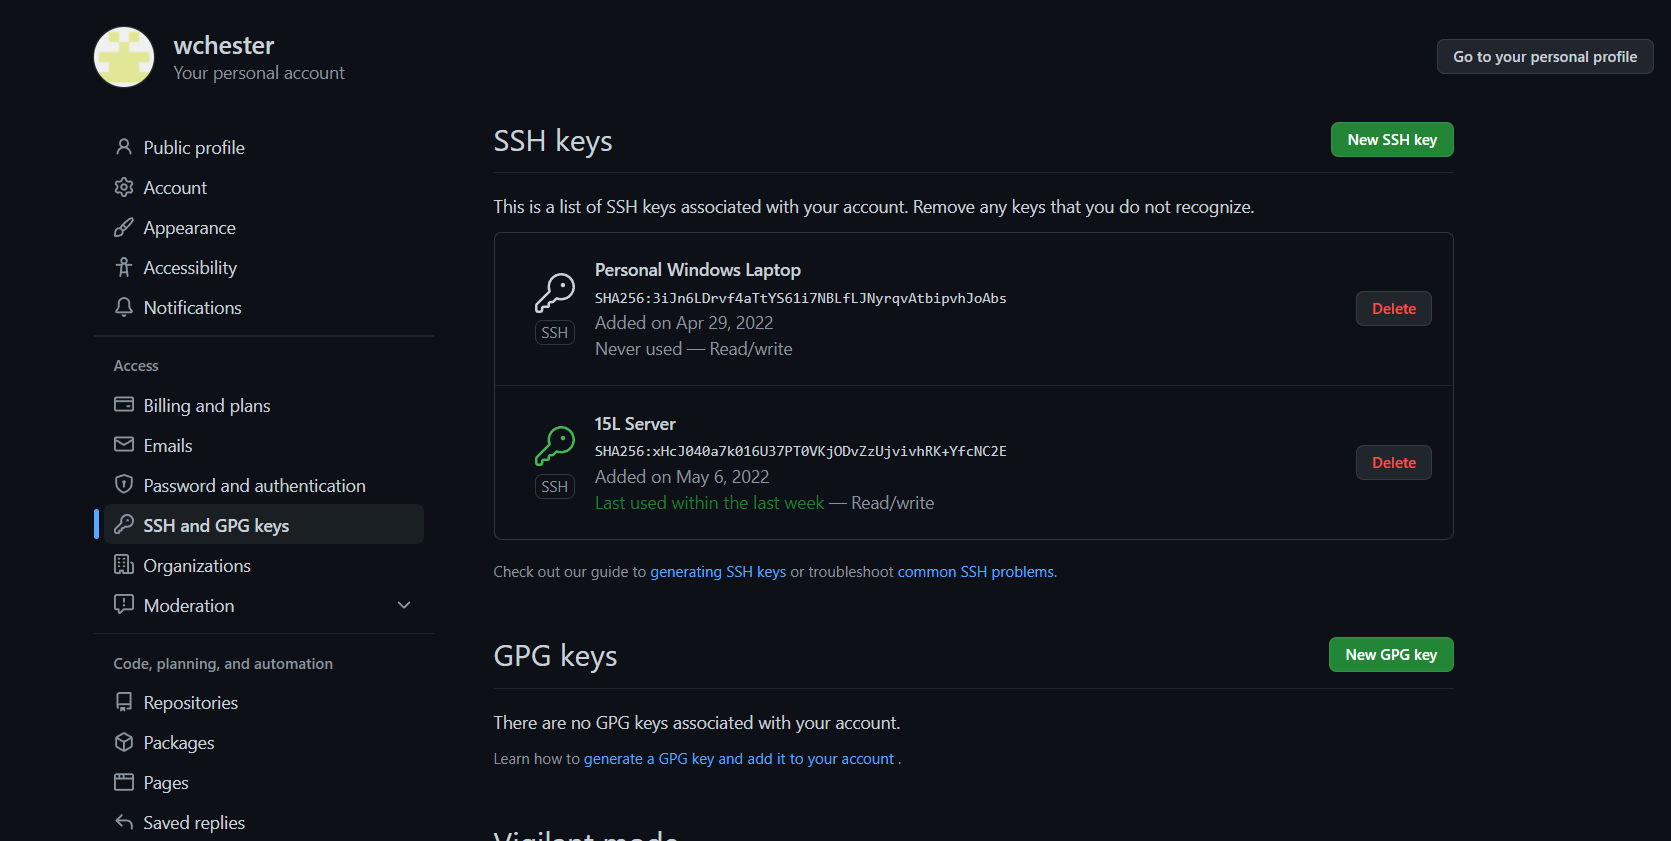 wchester
Your personal account
Go to your personal profile
Public profile
Account
Appearance
Accessibility
Notifications
Access
Billing and plans
Emails
Password and authentication
SSH and GPG keys
Organizations
Moderation
Code, planning, and automation
Repositories
Packages
Pages
Saved replies
SSH keys
New SSH key
This is a list of SSH keys associated with your account. Remove any keys that you do not recognize.
Personal Windows Laptop
SHA256:3iJn6LDrvf4aTtYS61i7NBLfLJNyrqvAtbipvhJoAbs
SSH
Added on Apr 29, 2022
Never used — Read/write
Delete
15L Server
SHA256:xHcJ040a7k016U37PT0VKjODvZzUjvivhRK+YfcNC2E
SSH
Added on May 6, 2022
Last used within the last week — Read/write
Delete
Check out our guide to generating SSH keys or troubleshoot common SSH problems.
GPG keys
New GPG key
There are no GPG keys associated with your account.
Learn how to generate a GPG key and add it to your account .
Vigilant mode